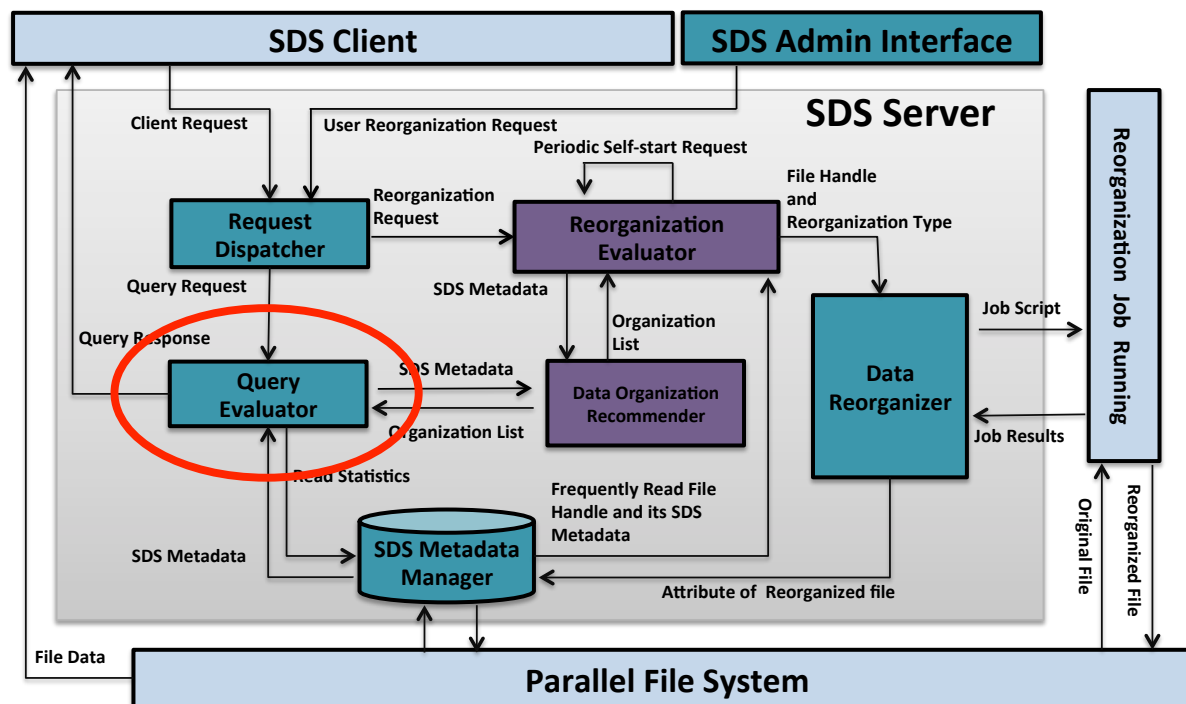 SDS Client
SDS Admin Interface
SDS Server
Client Request
User Reorganization Request
Periodic Self-start Request
File Handle
and
Reorganization Type
Reorganization
Request
Request
Dispatcher
Reorganization
Evaluator
Query Request
SDS Metadata
Organization
List
Query Response
Query
Evaluator
SDS Metadata
Organization List
Data Organization
Recommender
Data
Reorganizer
Job Script
Job Results
Reorganization Job Running
Read Statistics
Frequently Read File
Handle and its SDS
Metadata
SDS Metadata
SDS Metadata
Manager
Attribute of Reorganized file
Original File
Reorganized File
File Data
Parallel File System